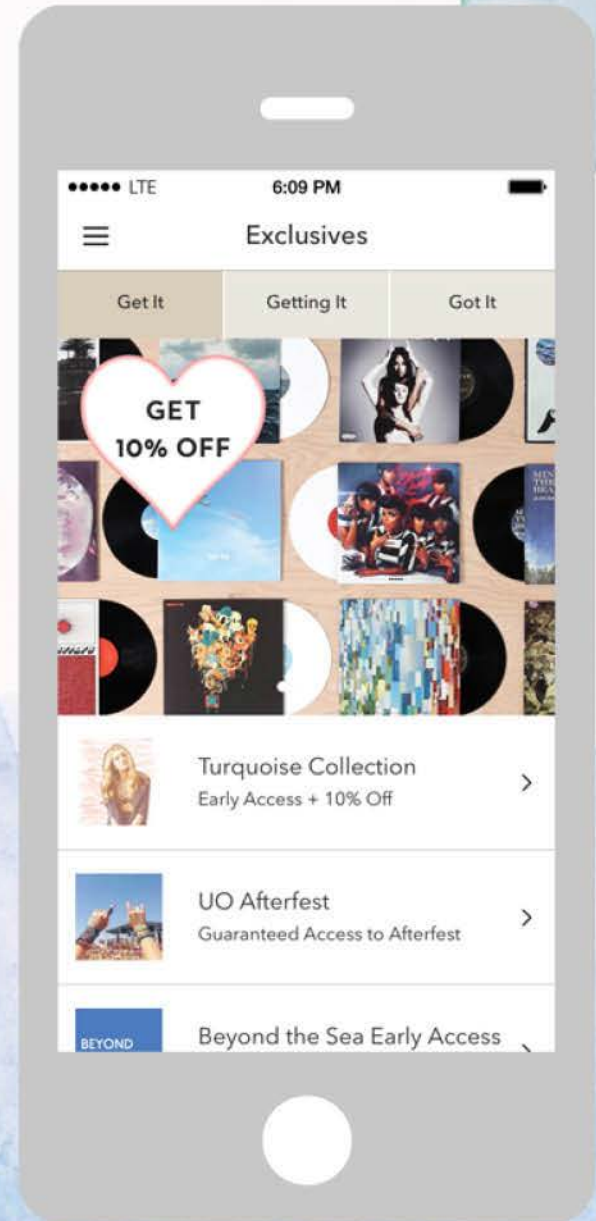 LTE
6:09 PM
Exclusives
Get It
Getting It
Got It
GET
10% OFF
Turquoise Collection
Early Access + 10% Off
UO Afterfest
Guaranteed Access to Afterfest
BEYOND
Beyond the Sea Early Access